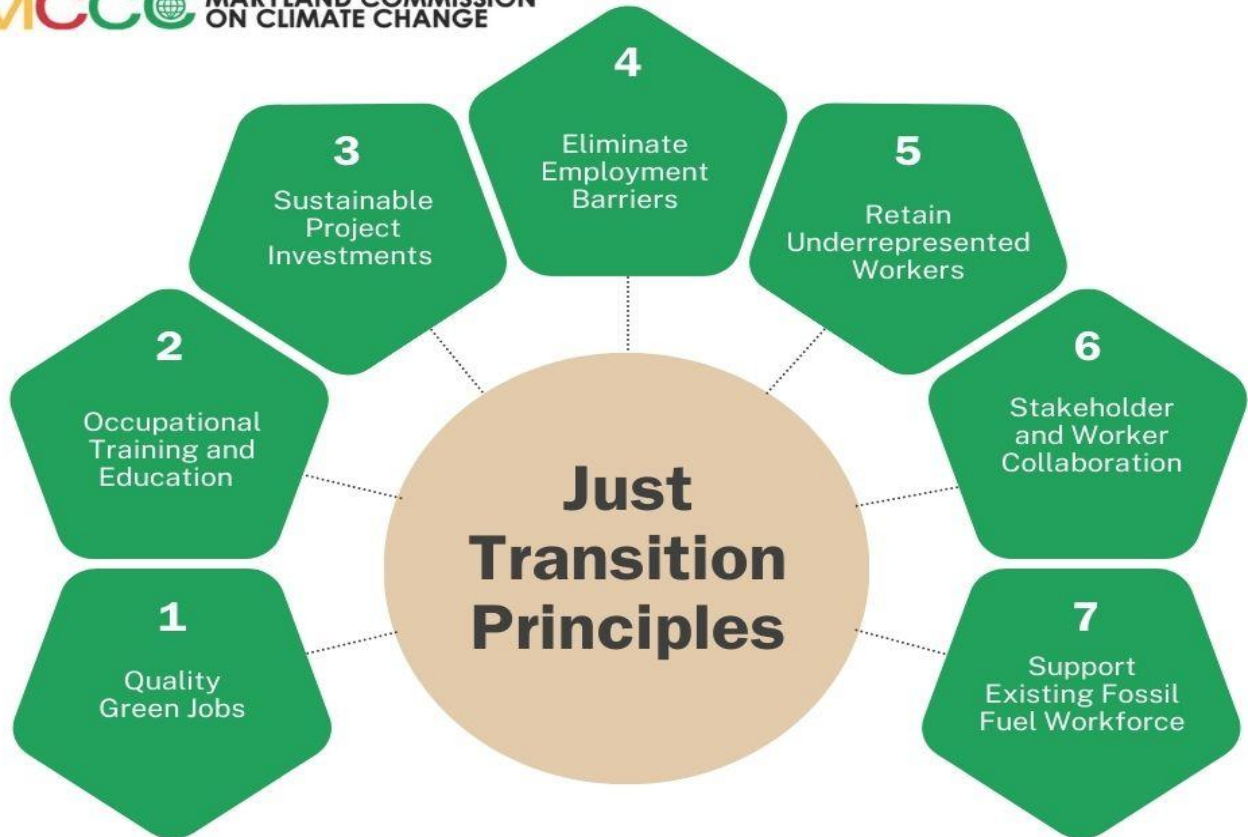 MCCC MARYLAND COMMISSION
ON CLIMATE CHANGE
4
Eliminate
Employment
Barriers
3
Sustainable
Project
Investments
5
Retain
Underrepresented
Workers
2
Occupational
Training and
Education
6
Stakeholder
and Worker
Collaboration
Just
Transition
Principles
1
Quality
Green Jobs
7
Support
Existing Fossil
Fuel Workforce